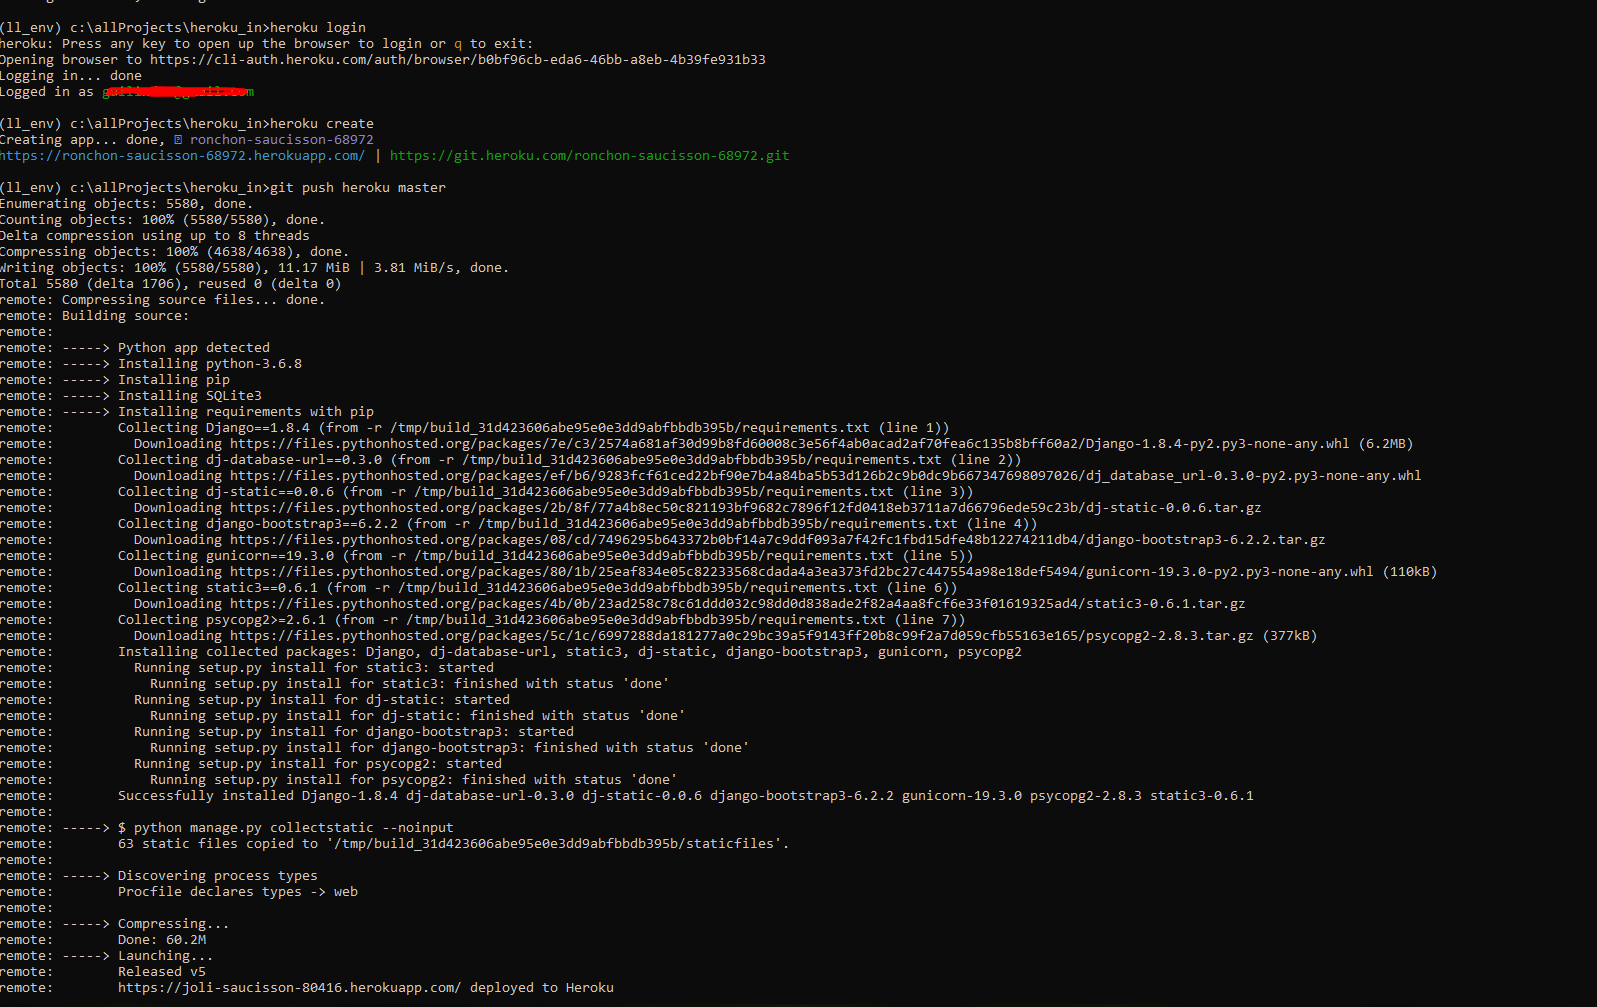 (ll_env) c:\allProjects\heroku_in>heroku login
heroku: Press any key to open up the browser to login or q to exit:
Opening browser to https://cli-auth.heroku.com/auth/browser/b0bf96cb-eda6-46bb-a8eb-4b39fe931b33
Logging in... done
Logged in as
(ll_env) c:\allProjects\heroku_in>heroku create
Creating app... done, ronchon-saucisson-68972
https://ronchon-saucisson-68972.herokuapp.com/ | https://git.heroku.com/ronchon-saucisson-68972.git
(ll_env) c:\allProjects\heroku_in>git push heroku master
Enumerating objects: 5580, done.
Counting objects: 100% (5580/5580), done.
Delta compression using up to 8 threads
Compressing objects: 100% (4638/4638), done.
Writing objects: 100% (5580/5580), 11.17 MiB | 3.81 MiB/s, done.
Total 5580 (delta 1706), reused 0 (delta 0)
remote: Compressing source files... done.
remote: Building source:
remote:
remote: -----> Python app detected
remote: -----> Installing python-3.6.8
remote: -----> Installing pip
remote: -----> Installing SQLite3
remote: -----> Installing requirements with pip
remote:        Collecting Django==1.8.4 (from -r /tmp/build_31d423606abe95e0e3dd9abfbbdb395b/requirements.txt (line 1))
remote:          Downloading https://files.pythonhosted.org/packages/7e/c3/2574a681af30d99b8fd60008c3e56f4ab0acad2af70fea6c135b8bff60a2/Django-1.8.4-py2.py3-none-any.whl (6.2MB)
remote:        Collecting dj-database-url==0.3.0 (from -r /tmp/build_31d423606abe95e0e3dd9abfbbdb395b/requirements.txt (line 2))
remote:          Downloading https://files.pythonhosted.org/packages/ef/b6/9283fcf61ced22bf90e7b4a84ba5b53d126b2c9b0dc9b667347698097026/dj_database_url-0.3.0-py2.py3-none-any.whl
remote:        Collecting dj-static==0.0.6 (from -r /tmp/build_31d423606abe95e0e3dd9abfbbdb395b/requirements.txt (line 3))
remote:          Downloading https://files.pythonhosted.org/packages/2b/8f/77a4b8ec50c821193bf9682c7896f12fd0418eb3711a7d66796ede59c23b/dj-static-0.0.6.tar.gz
remote:        Collecting django-bootstrap3==6.2.2 (from -r /tmp/build_31d423606abe95e0e3dd9abfbbdb395b/requirements.txt (line 4))
remote:          Downloading https://files.pythonhosted.org/packages/08/cd/7496295b643372b0bf14a7c9ddf093a7f42fc1fbd15dfe48b12274211db4/django-bootstrap3-6.2.2.tar.gz
remote:        Collecting gunicorn==19.3.0 (from -r /tmp/build_31d423606abe95e0e3dd9abfbbdb395b/requirements.txt (line 5))
remote:          Downloading https://files.pythonhosted.org/packages/80/1b/25eaf834e05c82233568cdada4a3ea373fd2bc27c447554a98e18def5494/gunicorn-19.3.0-py2.py3-none-any.whl (110kB)
remote:        Collecting static3==0.6.1 (from -r /tmp/build_31d423606abe95e0e3dd9abfbbdb395b/requirements.txt (line 6))
remote:          Downloading https://files.pythonhosted.org/packages/4b/0b/23ad258c78c61ddd032c98dd0d838ade2f82a4aa8fcf6e33f01619325ad4/static3-0.6.1.tar.gz
remote:        Collecting psycopg2>=2.6.1 (from -r /tmp/build_31d423606abe95e0e3dd9abfbbdb395b/requirements.txt (line 7))
remote:          Downloading https://files.pythonhosted.org/packages/5c/1c/6997288da181277a0c29bc39a5f9143ff20b8c99f2a7d059cfb55163e165/psycopg2-2.8.3.tar.gz (377kB)
remote:        Installing collected packages: Django, dj-database-url, static3, dj-static, django-bootstrap3, gunicorn, psycopg2
remote:          Running setup.py install for static3: started
remote:            Running setup.py install for static3: finished with status 'done'
remote:          Running setup.py install for dj-static: started
remote:            Running setup.py install for dj-static: finished with status 'done'
remote:          Running setup.py install for django-bootstrap3: started
remote:            Running setup.py install for django-bootstrap3: finished with status 'done'
remote:          Running setup.py install for psycopg2: started
remote:            Running setup.py install for psycopg2: finished with status 'done'
remote:        Successfully installed Django-1.8.4 dj-database-url-0.3.0 dj-static-0.0.6 django-bootstrap3-6.2.2 gunicorn-19.3.0 psycopg2-2.8.3 static3-0.6.1
remote:
remote: -----> $ python manage.py collectstatic --noinput
remote:        63 static files copied to '/tmp/build_31d423606abe95e0e3dd9abfbbdb395b/staticfiles'.
remote:
remote: -----> Discovering process types
remote:        Procfile declares types -> web
remote:
remote: -----> Compressing...
remote:        Done: 60.2M
remote: -----> Launching...
remote:        Released v5
remote:        https://joli-saucisson-80416.herokuapp.com/ deployed to Heroku